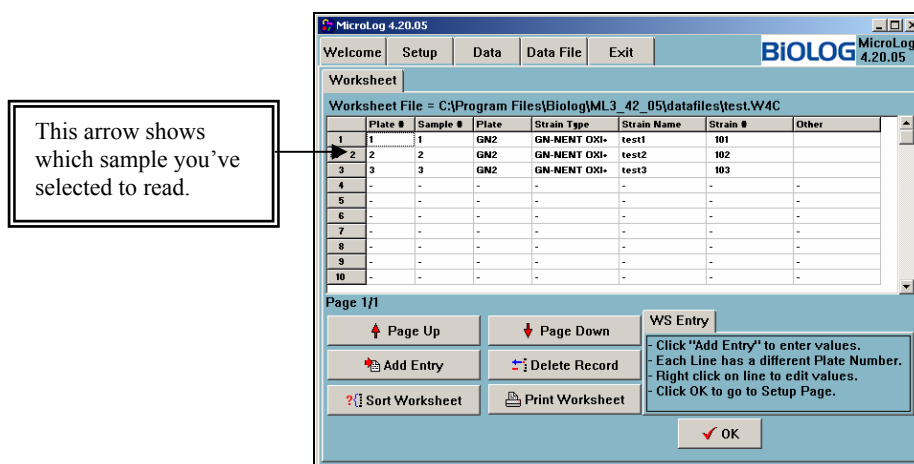 MicroLog 4.20.05
Welcome Setup Data Data File Exit BiOLOG MicroLog 4.20.05
Worksheet
Worksheet File = C:\Program Files\Biolog\ML3_42_05\datafiles\test.W4C
Plate # Sample # Plate Strain Type Strain Name Strain # Other
1 1 1 GN2 GN-NENT OXI+ test1 101
2 2 2 GN2 GN-NENT OXI+ test2 102
3 3 3 GN2 GN-NENT OXI+ test3 103
4 - - - - - - -
5 - - - - - - -
6 - - - - - - -
7 - - - - - - -
8 - - - - - - -
9 - - - - - - -
10 - - - - - - -
This arrow shows
which sample you've
selected to read.
Page 1/1
Page Up Page Down
Add Entry Delete Record
?{} Sort Worksheet Print Worksheet
WS Entry
- Click "Add Entry" to enter values.
- Each Line has a different Plate Number.
- Right click on line to edit values.
- Click OK to go to Setup Page.
OK